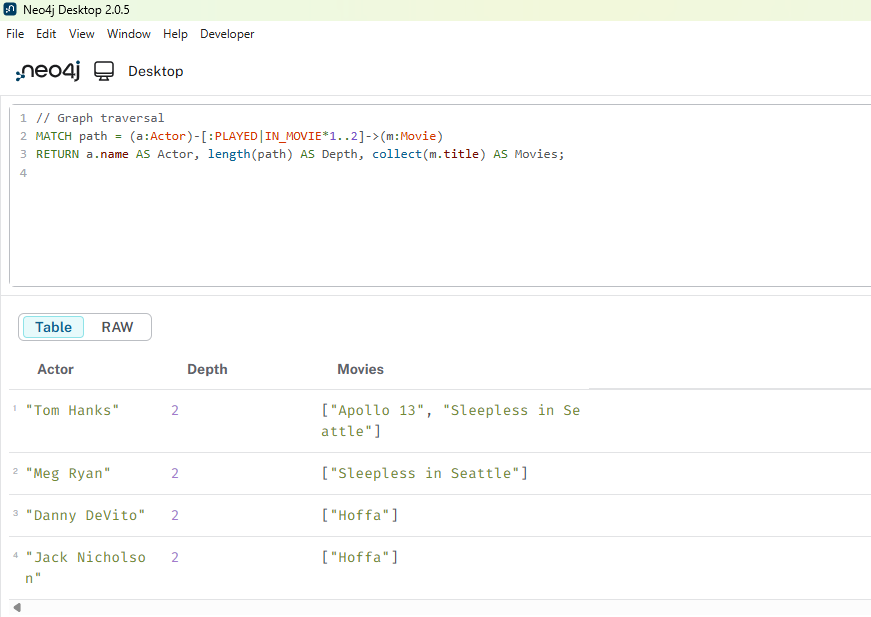 Neo4j Desktop 2.0.5
File Edit View Window Help Developer
neo4j Desktop
1 // Graph traversal
2 MATCH path = (a:Actor)-[:PLAYED|IN_MOVIE*1..2]->(m:Movie)
3 RETURN a.name AS Actor, length(path) AS Depth, collect(m.title) AS Movies;
4
Table RAW
Actor Depth Movies
1 "Tom Hanks" 2 ["Apollo 13", "Sleepless in Se
attle"]
2 "Meg Ryan" 2 ["Sleepless in Seattle"]
3 "Danny DeVito" 2 ["Hoffa"]
4 "Jack Nicholso 2 ["Hoffa"]
n"